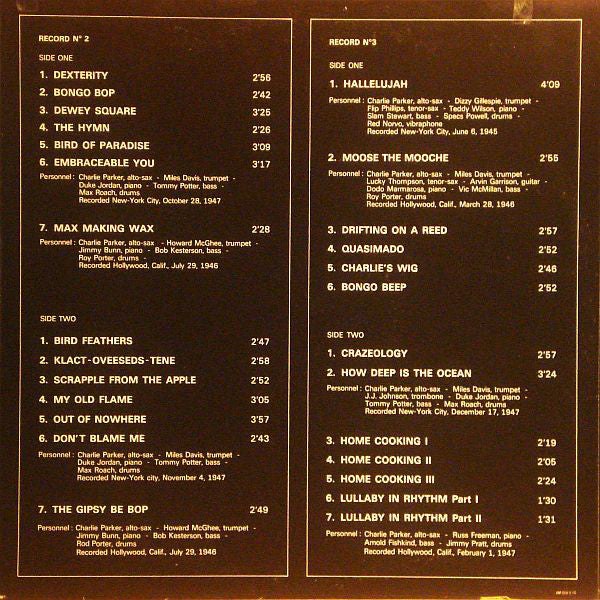 RECORD N° 2
SIDE ONE
1. DEXTERITY 2'56
2. BONGO BOP 2'42
3. DEWEY SQUARE 3'25
4. THE HYMN 2'26
5. BIRD OF PARADISE 3'09
6. EMBRACEABLE YOU 3'17
Personnel : Charlie Parker, alto-sax - Miles Davis, trumpet -
Duke Jordan, piano - Tommy Potter, bass -
Max Roach, drums
Recorded New-York City, October 28, 1947
7. MAX MAKING WAX 2'28
Personnel : Charlie Parker, alto-sax - Howard McGhee, trumpet -
Jimmy Bunn, piano - Bob Kesterson, bass -
Roy Porter, drums -
Recorded Hollywood, Calif., July 29, 1946
SIDE TWO
1. BIRD FEATHERS 2'47
2. KLACT-OVEESEDS-TENE 2'58
3. SCRAPPLE FROM THE APPLE 2'52
4. MY OLD FLAME 3'05
5. OUT OF NOWHERE 3'57
6. DON'T BLAME ME 2'43
Personnel : Charlie Parker, alto-sax - Miles Davis, trumpet -
Duke Jordan, piano - Tommy Potter, bass -
Max Roach, drums
Recorded New-York city, November 4, 1947
7. THE GIPSY BE BOP 2'49
Personnel : Charlie Parker, alto-sax - Howard McGhee, trumpet -
Jimmy Bunn, piano - Bob Kesterson, bass -
Rod Porter, drums
Recorded Hollywood, Calif., July 29, 1946
RECORD N°3
SIDE ONE
1. HALLELUJAH 4'09
Personnel : Charlie Parker, alto-sax - Dizzy Gillespie, trumpet -
Flip Phillips, tenor-sax - Teddy Wilson, piano -
Slam Stewart, bass - Specs Powell, drums -
Red Norvo, vibraphone
Recorded New-York City, June 6, 1945
2. MOOSE THE MOOCHE 2'55
Personnel : Charlie Parker, alto-sax - Miles Davis, trumpet -
Lucky Thompson, tenor-sax - Arvin Garrison, guitar -
Dodo Marmarosa, piano - Vic McMillan, bass -
Roy Porter, drums
Recorded Hollywood, Calif., March 28, 1946
3. DRIFTING ON A REED 2'57
4. QUASIMADO 2'52
5. CHARLIE'S WIG 2'46
6. BONGO BEEP 2'52
SIDE TWO
1. CRAZEOLOGY 2'57
2. HOW DEEP IS THE OCEAN 3'24
Personnel : Charlie Parker, alto-sax - Miles Davis, trumpet -
J.J. Johnson, trombone - Duke Jordan, piano -
Tommy Potter, bass - Max Roach, drums
Recorded New-York City, December 17, 1947
3. HOME COOKING I 2'19
4. HOME COOKING II 2'05
5. HOME COOKING III 2'24
6. LULLABY IN RHYTHM Part I 1'30
7. LULLABY IN RHYTHM Part II 1'31
Personnel : Charlie Parker, alto-sax - Russ Freeman, piano -
Arnold Fishkind, bass - Jimmy Pratt, drums
Recorded Hollywood, Calif., February 1, 1947